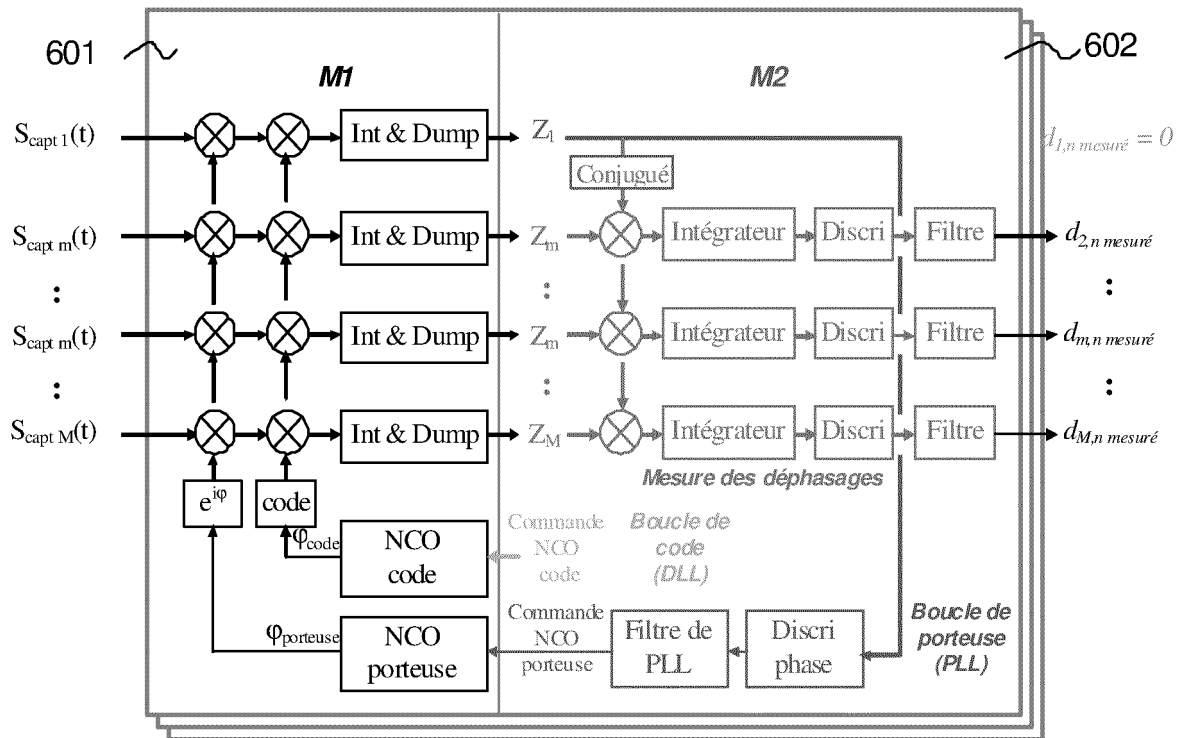 601
602
M1
M2
S_capt 1(t)
Int & Dump
Z_1
d_1,n mesuré = 0
Conjugué
S_capt m(t)
Int & Dump
Z_m
Intégrateur
Discri
Filtre
d_2,n mesuré
:
:
:
S_capt m(t)
Int & Dump
Z_m
Intégrateur
Discri
Filtre
d_m,n mesuré
:
:
:
S_capt M(t)
Int & Dump
Z_M
Intégrateur
Discri
Filtre
d_M,n mesuré
Mesure des déphasages
e^iφ
code
φ_code
NCO
code
Commande
NCO
code
Boucle de
code
(DLL)
φ_porteuse
NCO
porteuse
Commande
NCO
porteuse
Filtre de
PLL
Discri
phase
Boucle de
porteuse
(PLL)